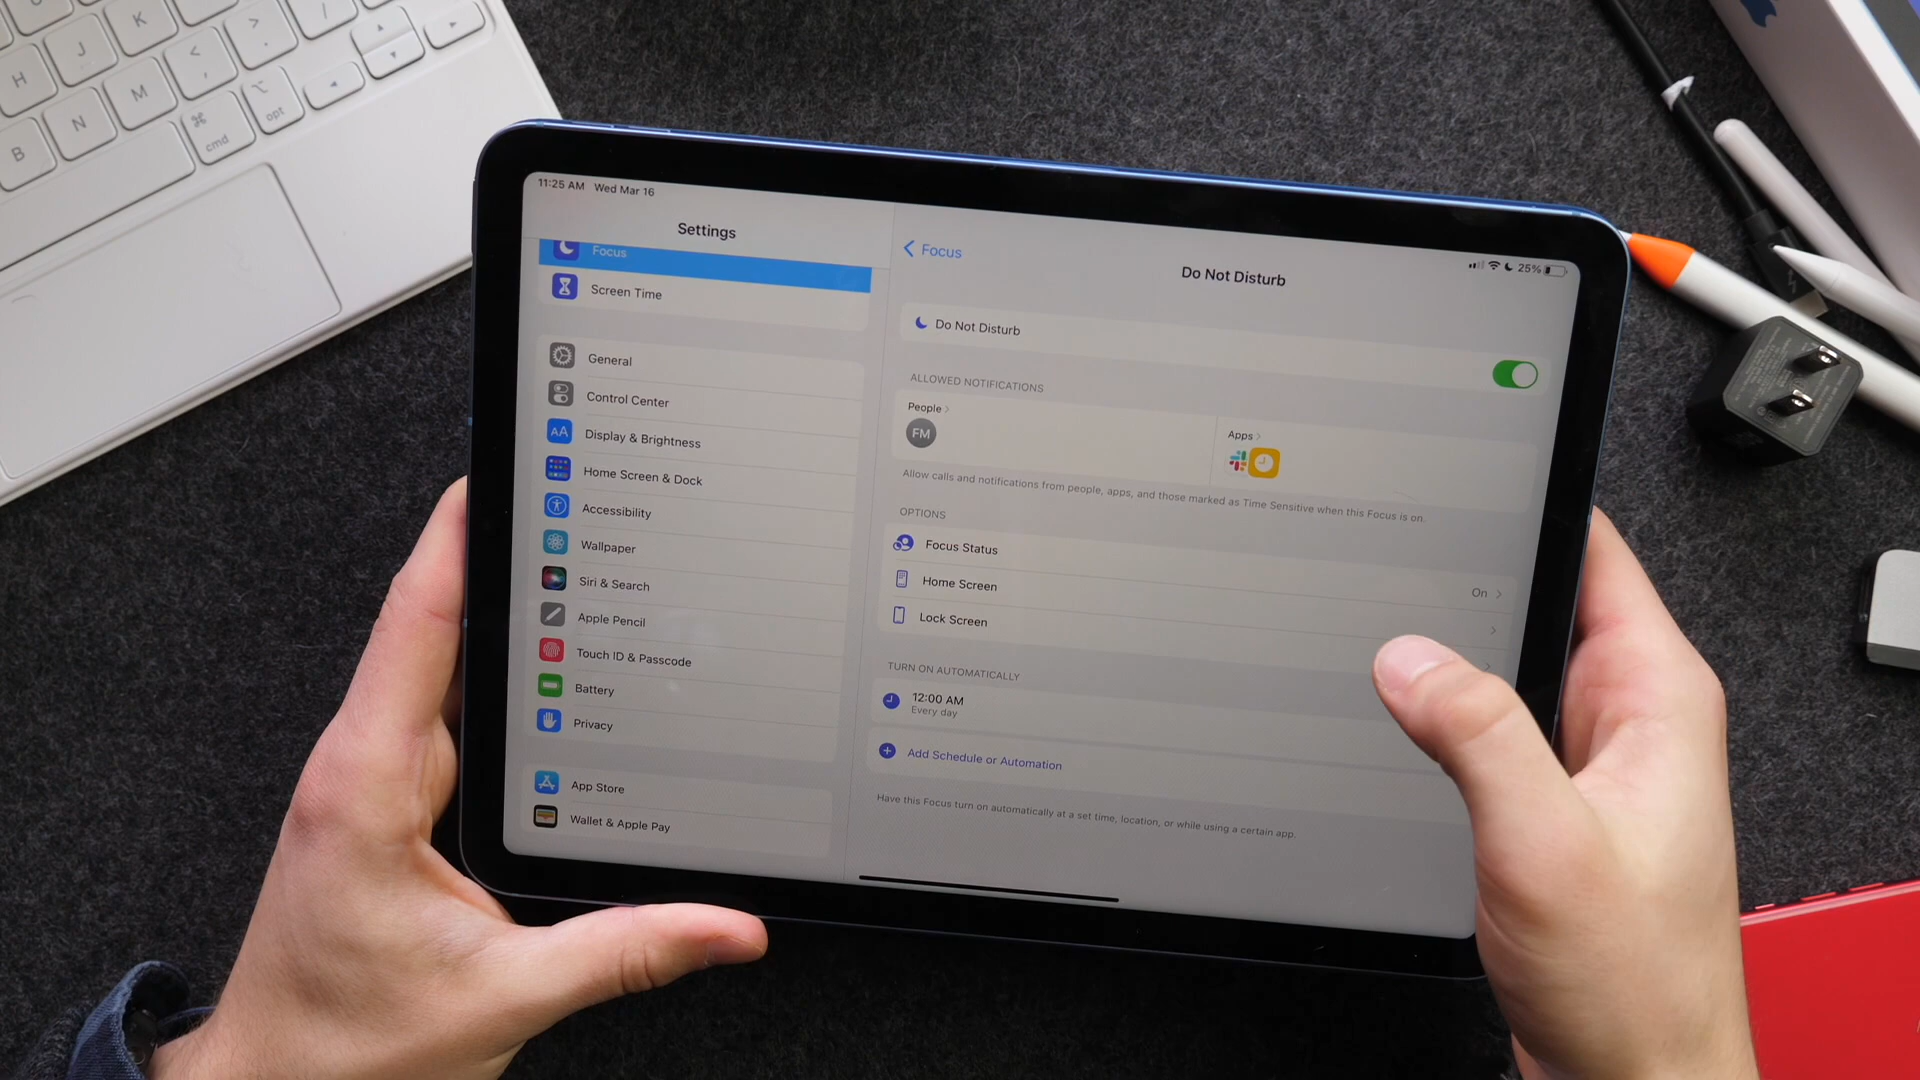 K
J
H
M
N
B
<
,
>
.
/
⌘
cmd
⌥
opt
11:25 AM Wed Mar 16
25%
Settings
Focus
Screen Time
General
Control Center
AA
Display & Brightness
Home Screen & Dock
Accessibility
Wallpaper
Siri & Search
Apple Pencil
Touch ID & Passcode
Battery
Privacy
App Store
Wallet & Apple Pay
Focus
Do Not Disturb
Do Not Disturb
ALLOWED NOTIFICATIONS
People
FM
Apps
Allow calls and notifications from people, apps, and those marked as Time Sensitive when this Focus is on.
OPTIONS
Focus Status
On
Home Screen
Lock Screen
TURN ON AUTOMATICALLY
12:00 AM
Every day
Add Schedule or Automation
Have this Focus turn on automatically at a set time, location, or while using a certain app.